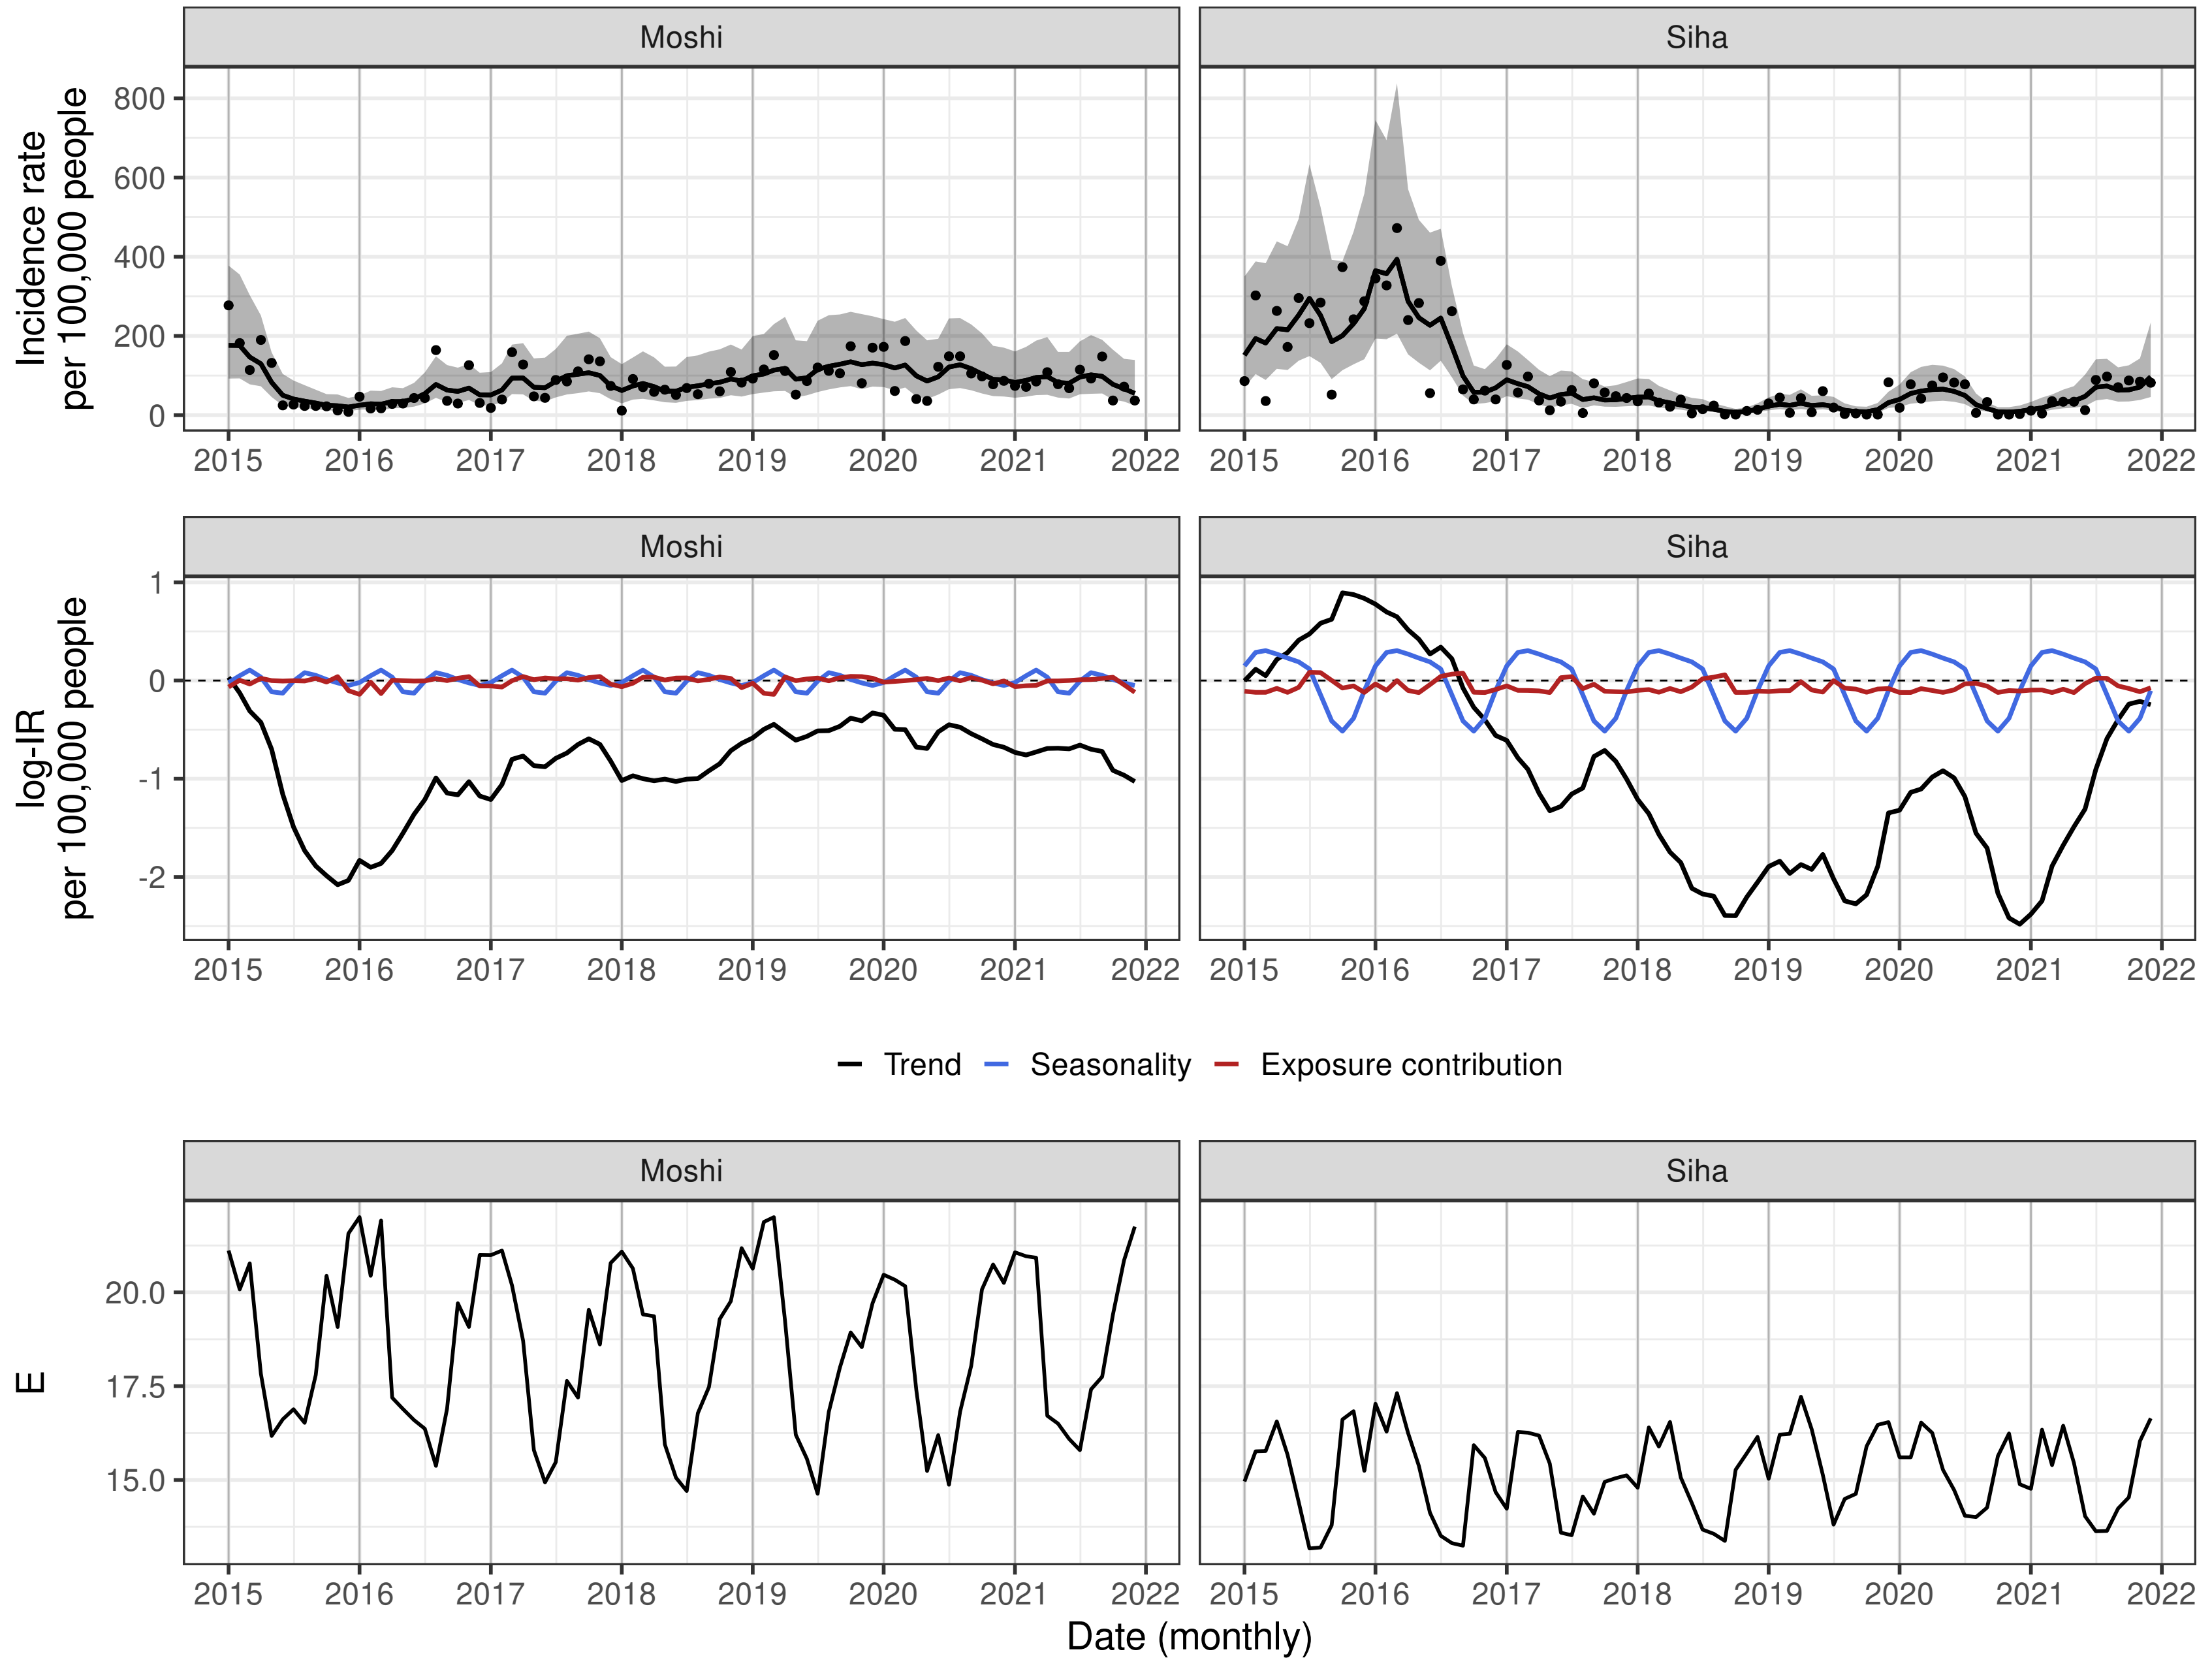 Moshi
Siha
Incidence rate
per 100,000 people
800
600
400
200
0
2015 2016 2017 2018 2019 2020 2021 2022
2015 2016 2017 2018 2019 2020 2021 2022
Moshi
Siha
log-IR
per 100,000 people
1
0
-1
-2
2015 2016 2017 2018 2019 2020 2021 2022
2015 2016 2017 2018 2019 2020 2021 2022
Trend Seasonality Exposure contribution
Moshi
Siha
E
20.0
17.5
15.0
2015 2016 2017 2018 2019 2020 2021 2022
2015 2016 2017 2018 2019 2020 2021 2022
Date (monthly)